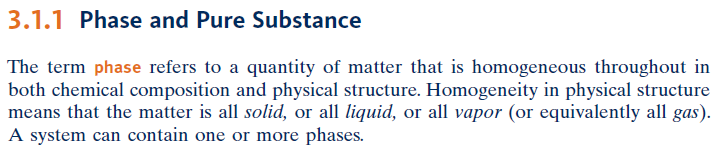 3.1.1 Phase and Pure Substance
The term phase refers to a quantity of matter that is homogeneous throughout in
both chemical composition and physical structure. Homogeneity in physical structure
means that the matter is all solid, or all liquid, or all vapor (or equivalently all gas).
A system can contain one or more phases.